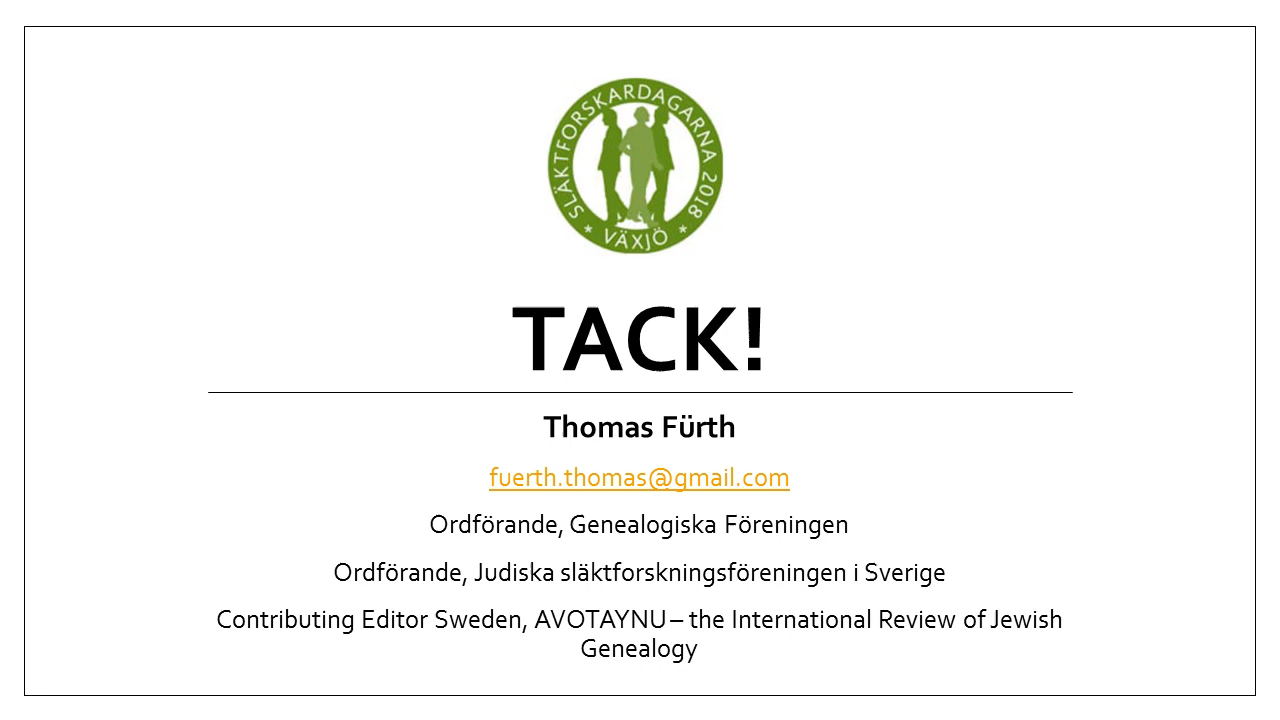 SLÄKTFORSKARDAGARNA 2018
* VÄXJÖ *
TACK!
Thomas Fürth
fuerth.thomas@gmail.com
Ordförande, Genealogiska Föreningen
Ordförande, Judiska släktforskningsföreningen i Sverige
Contributing Editor Sweden, AVOTAYNU – the International Review of Jewish
Genealogy